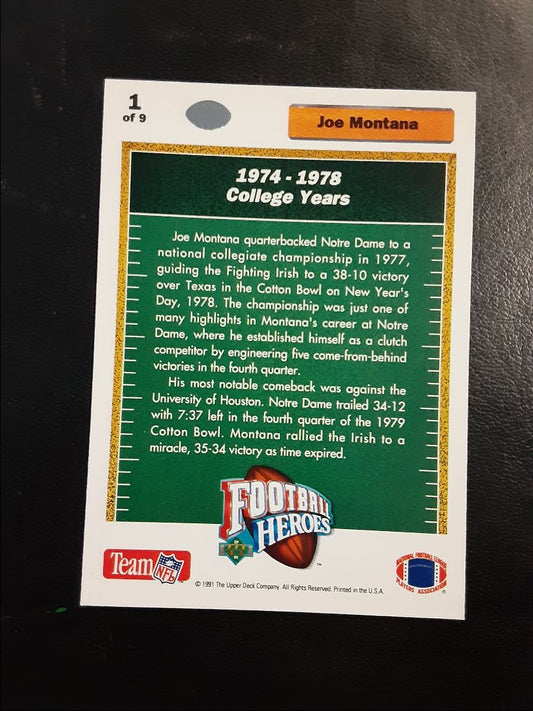 1
of 9
Joe Montana
1974 - 1978
College Years
Joe Montana quarterbacked Notre Dame to a
national collegiate championship in 1977,
guiding the Fighting Irish to a 38-10 victory
over Texas in the Cotton Bowl on New Year's
Day, 1978. The championship was just one of
many highlights in Montana's career at Notre
Dame, where he established himself as a clutch
competitor by engineering five come-from-behind
victories in the fourth quarter.
His most notable comeback was against the
University of Houston. Notre Dame trailed 34-12
with 7:37 left in the fourth quarter of the 1979
Cotton Bowl. Montana rallied the Irish to a
miracle, 35-34 victory as time expired.
FOOTBALL
HEROES
™
Team NFL
NATIONAL FOOTBALL LEAGUE
PLAYERS ASSOCIATION
®
© 1991 The Upper Deck Company. All Rights Reserved. Printed in the U.S.A.